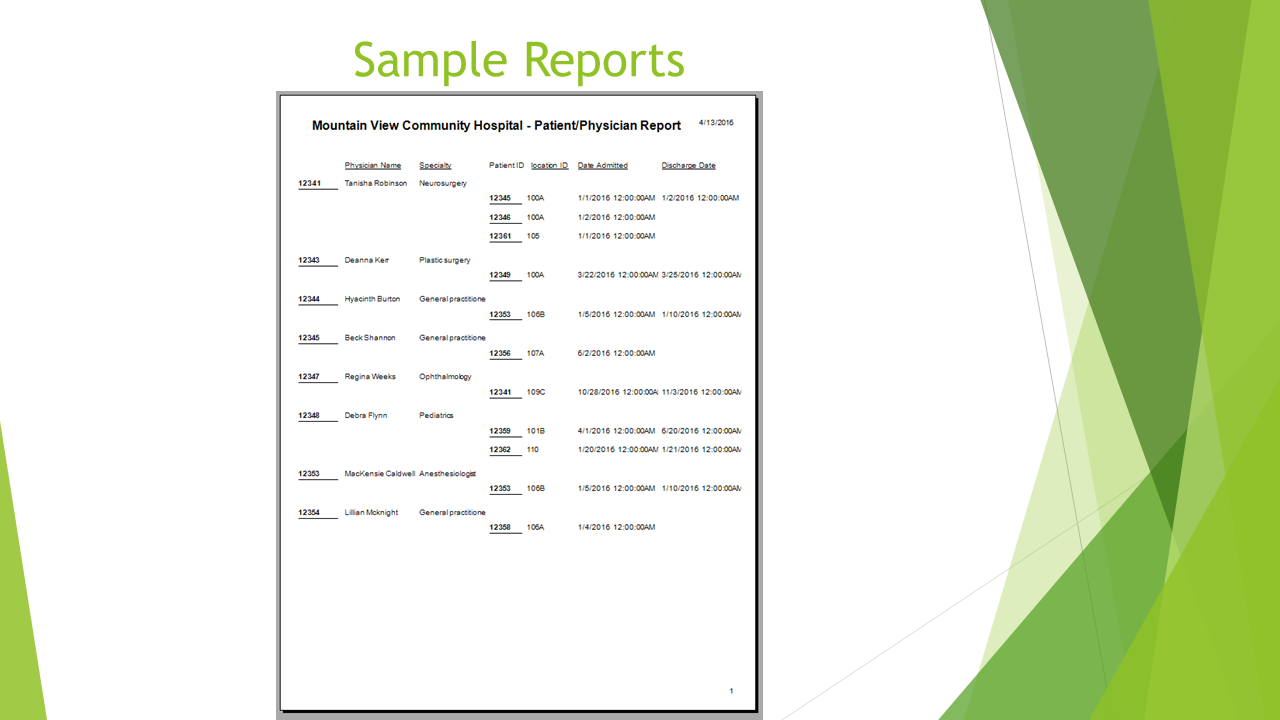 Sample Reports
Mountain View Community Hospital - Patient/Physician Report 4/13/2016
Physician Name Specialty Patient ID location ID Date Admitted Discharge Date
12341 Tanisha Robinson Neurosurgery
12345 100A 1/1/2016 12:00:00AM 1/2/2016 12:00:00AM
12346 100A 1/2/2016 12:00:00AM
12361 105 1/1/2016 12:00:00AM
12343 Deanna Kerr Plastic surgery
12349 100A 3/22/2016 12:00:00AM 3/25/2016 12:00:00AM
12344 Hyacinth Burton General practitione
12353 106B 1/5/2016 12:00:00AM 1/10/2016 12:00:00AM
12345 Beck Shannon General practitione
12356 107A 6/2/2016 12:00:00AM
12347 Regina Weeks Ophthalmology
12341 109C 10/28/2016 12:00:00A 11/3/2016 12:00:00AM
12348 Debra Flynn Pediatrics
12359 101B 4/1/2016 12:00:00AM 6/20/2016 12:00:00AM
12362 110 1/20/2016 12:00:00AM 1/21/2016 12:00:00AM
12353 MacKensie Caldwell Anesthesiologist
12353 106B 1/5/2016 12:00:00AM 1/10/2016 12:00:00AM
12354 Lillian Mcknight General practitione
12358 106A 1/4/2016 12:00:00AM
1